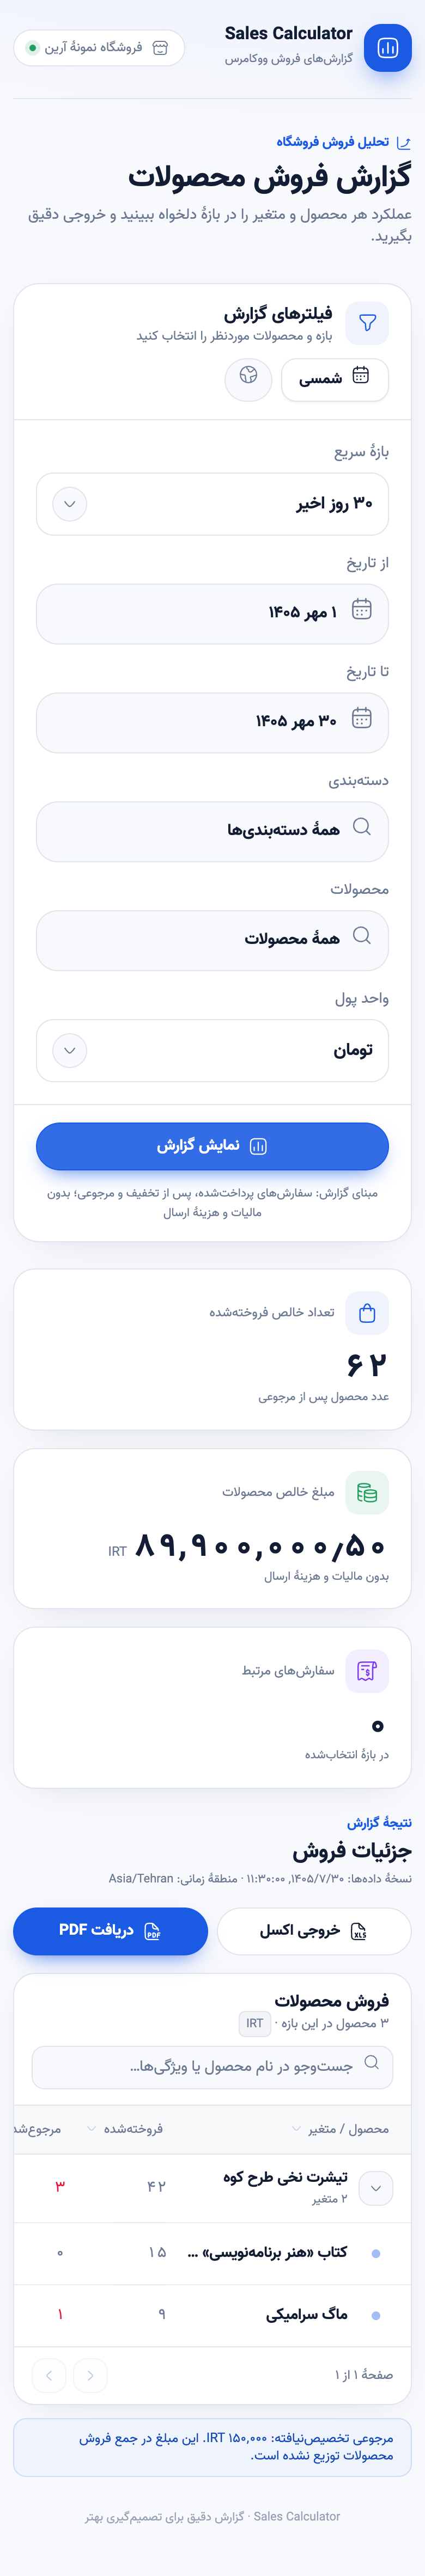 Sales Calculator
گزارش‌های فروش ووکامرس
فروشگاه نمونهٔ آرین
تحلیل فروش فروشگاه
گزارش فروش محصولات
عملکرد هر محصول و متغیر را در بازهٔ دلخواه ببینید و خروجی دقیق
بگیرید.
فیلترهای گزارش
بازه و محصولات موردنظر را انتخاب کنید
شمسی
بازهٔ سریع
۳۰ روز اخیر
از تاریخ
۱ مهر ۱۴۰۵
تا تاریخ
۳۰ مهر ۱۴۰۵
دسته‌بندی
همهٔ دسته‌بندی‌ها
محصولات
همهٔ محصولات
واحد پول
تومان
نمایش گزارش
مبنای گزارش: سفارش‌های پرداخت‌شده، پس از تخفیف و مرجوعی؛ بدون
مالیات و هزینهٔ ارسال
تعداد خالص فروخته‌شده
۶۲
عدد محصول پس از مرجوعی
مبلغ خالص محصولات
۸۹,۹۰۰,۰۰۰٫۵۰ IRT
بدون مالیات و هزینهٔ ارسال
سفارش‌های مرتبط
۰
در بازهٔ انتخاب‌شده
نتیجهٔ گزارش
جزئیات فروش
نسخهٔ داده‌ها: ۱۴۰۵/۷/۳۰, ۱۱:۳۰:۰۰ · منطقهٔ زمانی: Asia/Tehran
خروجی اکسل
دریافت PDF
فروش محصولات
۳ محصول در این بازه · IRT
جست‌وجو در نام محصول یا ویژگی‌ها...
محصول / متغیر فروخته‌شده مرجوع‌شد
تیشرت نخی طرح کوه ۴۲ ۳
۲ متغیر
کتاب «هنر برنامه‌نویسی» ... ۱۵ ۰
ماگ سرامیکی ۹ ۱
صفحهٔ ۱ از ۱
مرجوعی تخصیص‌نیافته: ۱۵۰,۰۰۰ IRT. این مبلغ در جمع فروش
محصولات توزیع نشده است.
Sales Calculator · گزارش دقیق برای تصمیم‌گیری بهتر